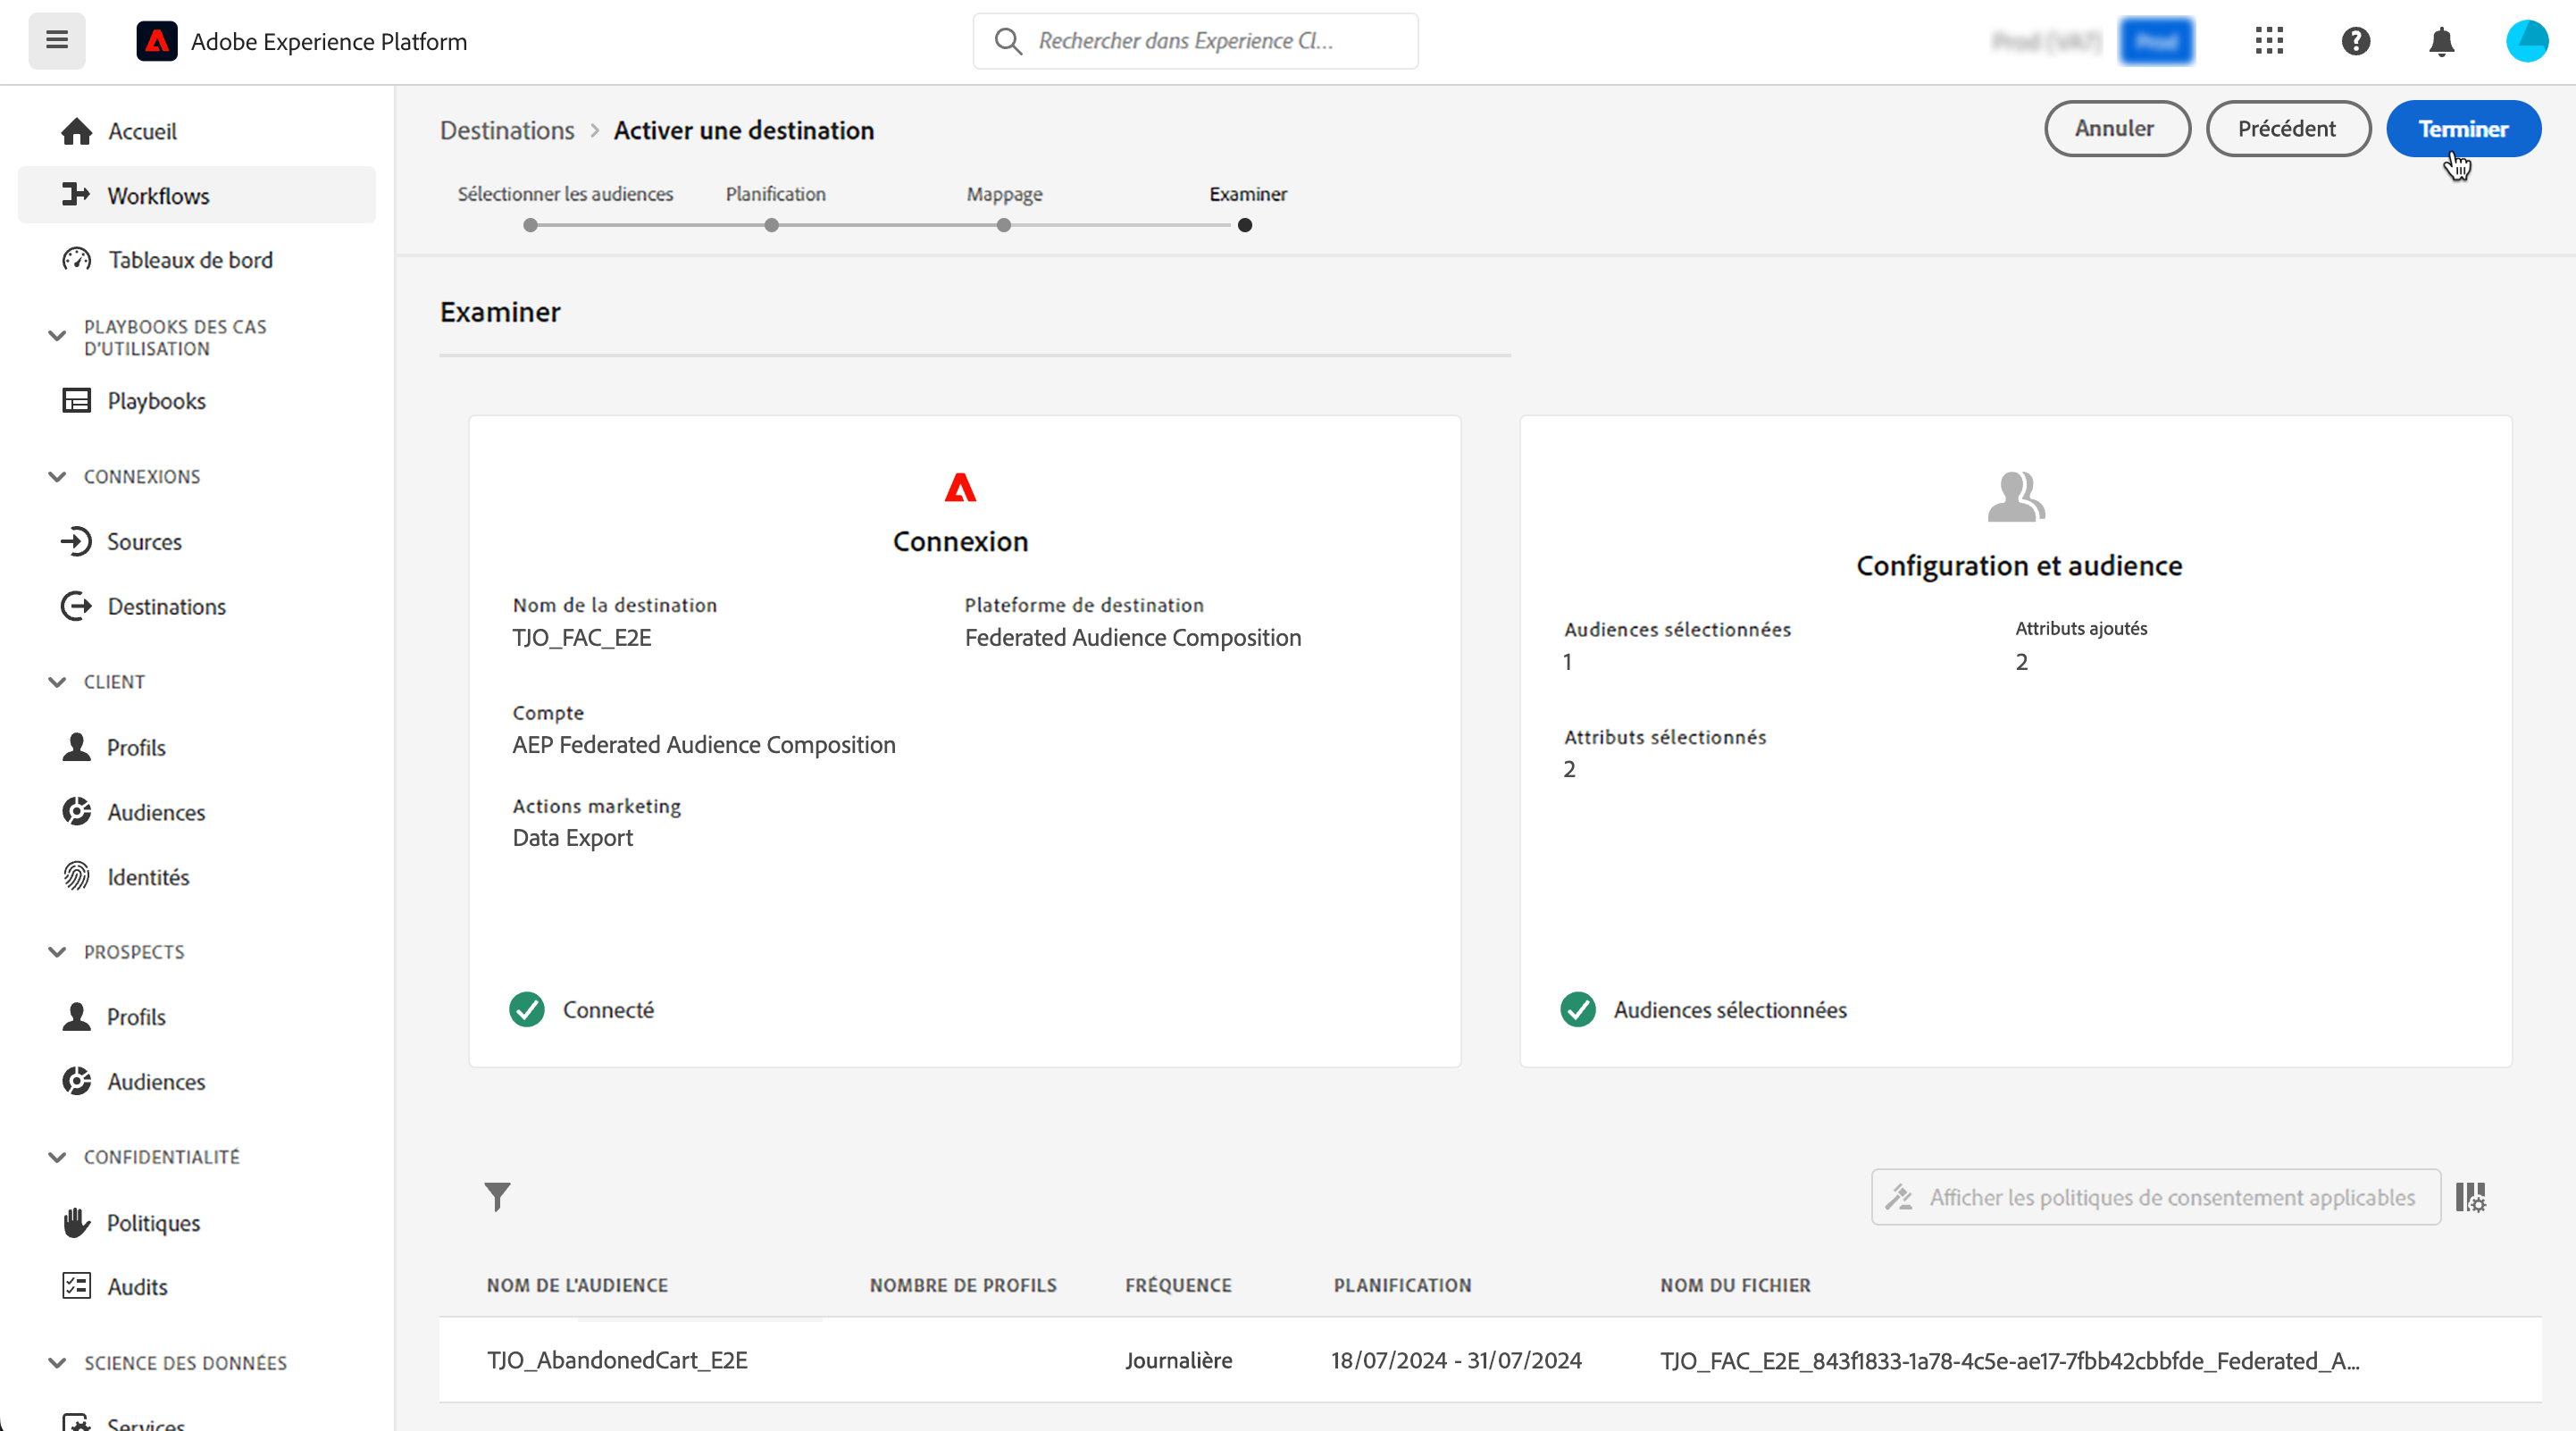 Adobe Experience Platform
Rechercher dans Experience Cl...
Accueil
Workflows
Tableaux de bord
PLAYBOOKS DES CAS
D'UTILISATION
Playbooks
CONNEXIONS
Sources
Destinations
CLIENT
Profils
Audiences
Identités
PROSPECTS
Profils
Audiences
CONFIDENTIALITÉ
Politiques
Audits
SCIENCE DES DONNÉES
Services
Destinations > Activer une destination
Annuler
Précédent
Terminer
Sélectionner les audiences
Planification
Mappage
Examiner
Examiner
Connexion
Nom de la destination
TJO_FAC_E2E
Plateforme de destination
Federated Audience Composition
Compte
AEP Federated Audience Composition
Actions marketing
Data Export
Connecté
Configuration et audience
Audiences sélectionnées
1
Attributs ajoutés
2
Attributs sélectionnés
2
Audiences sélectionnées
Afficher les politiques de consentement applicables
NOM DE L'AUDIENCE NOMBRE DE PROFILS FRÉQUENCE PLANIFICATION NOM DU FICHIER
TJO_AbandonedCart_E2E Journalière 18/07/2024 - 31/07/2024 TJO_FAC_E2E_843f1833-1a78-4c5e-ae17-7fbb42cbbfde_Federated_A...